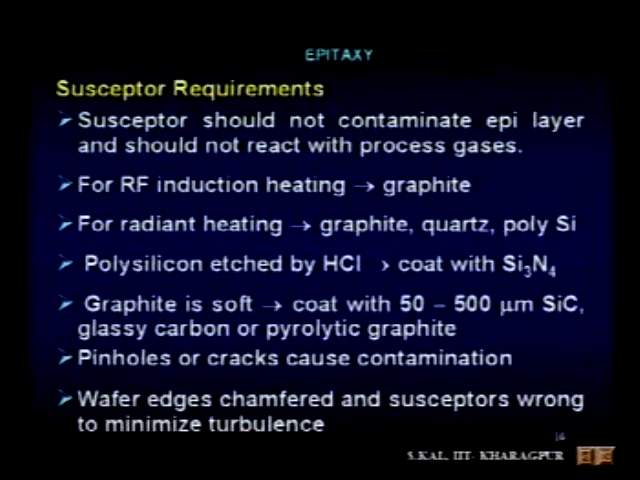 EPITAXY
Susceptor Requirements
➢ Susceptor should not contaminate epi layer
and should not react with process gases.
➢ For RF induction heating → graphite
➢ For radiant heating → graphite, quartz, poly Si
➢ Polysilicon etched by HCl → coat with Si₃N₄
➢ Graphite is soft → coat with 50 – 500 μm SiC,
glassy carbon or pyrolytic graphite
➢ Pinholes or cracks cause contamination
➢ Wafer edges chamfered and susceptors wrong
to minimize turbulence
S.KAL, IIT- KHARAGPUR